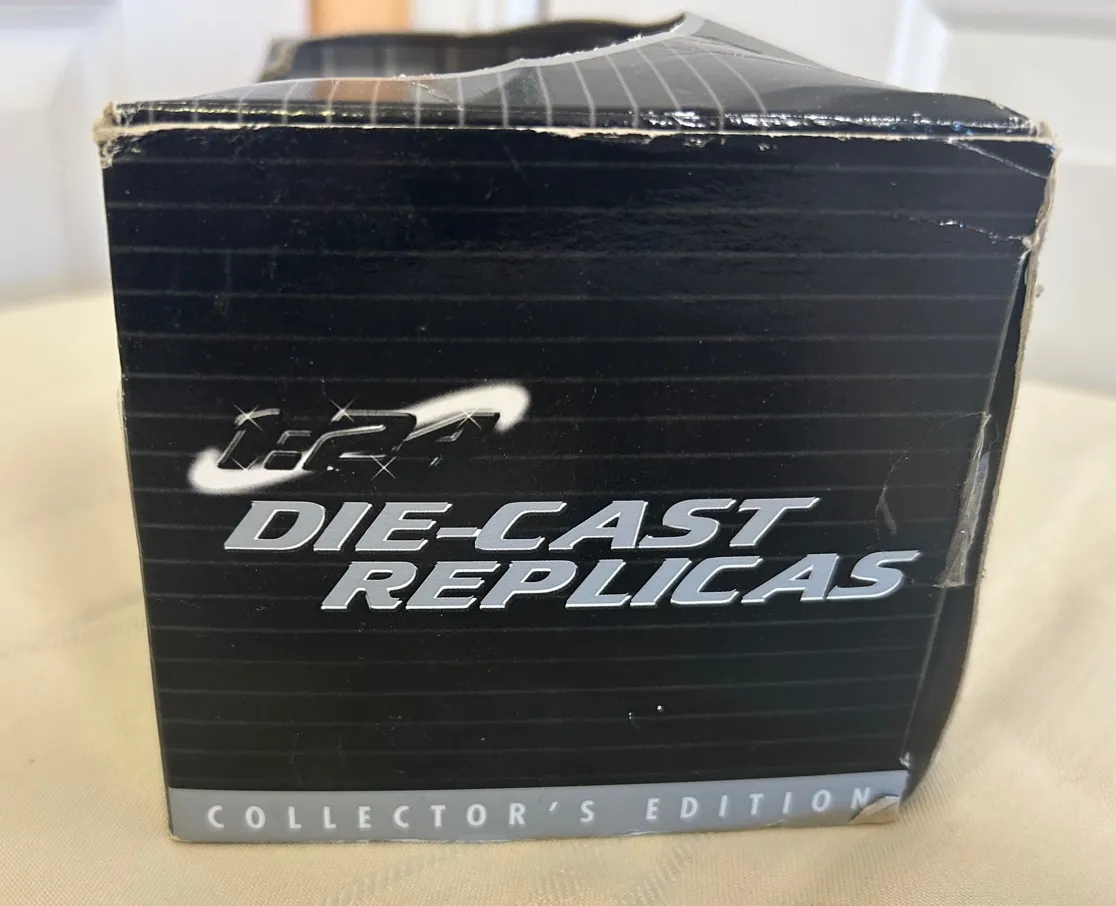 1:24
DIE-CAST
REPLICAS
COLLECTOR'S EDITION